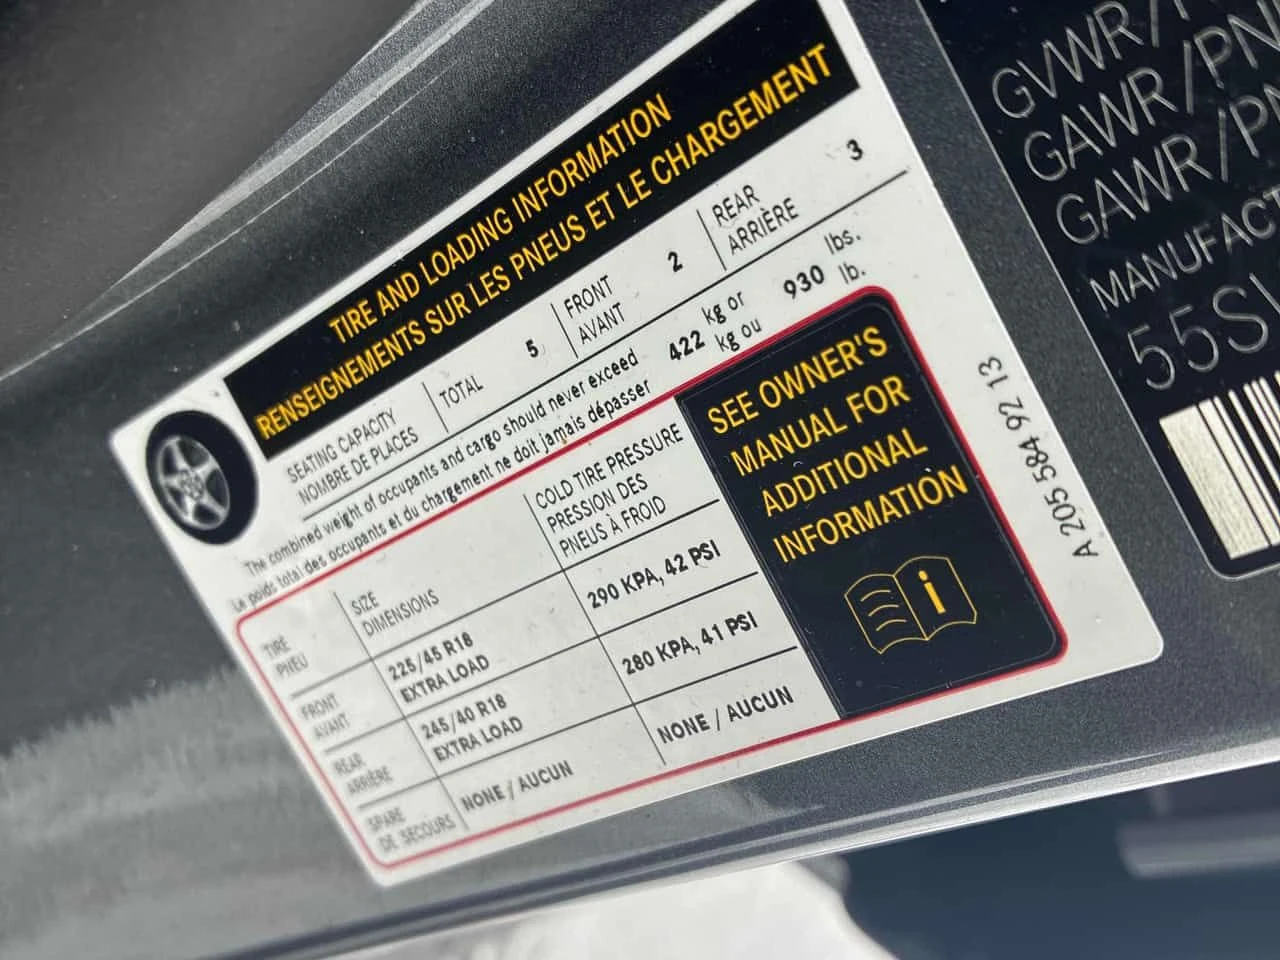 TIRE AND LOADING INFORMATION
RENSEIGNEMENTS SUR LES PNEUS ET LE CHARGEMENT
SEATING CAPACITY
NOMBRE DE PLACES
TOTAL 5
FRONT
AVANT
2
REAR
ARRIÈRE
3
The combined weight of occupants and cargo should never exceed 422 kg or 930 lbs.
Le poids total des occupants et du chargement ne doit jamais dépasser kg ou lb.
TIRE
PNEU
SIZE
DIMENSIONS
COLD TIRE PRESSURE
PRESSION DES
PNEUS À FROID
FRONT
AVANT
225/45 R18
EXTRA LOAD
290 KPA, 42 PSI
REAR
ARRIÈRE
245/40 R18
EXTRA LOAD
280 KPA, 41 PSI
SPARE
DE SECOURS
NONE / AUCUN
NONE / AUCUN
SEE OWNER'S
MANUAL FOR
ADDITIONAL
INFORMATION
i
A 205 584 92 13
GVWR/
GAWR/PN
GAWR/PN
MANUFACT
55S